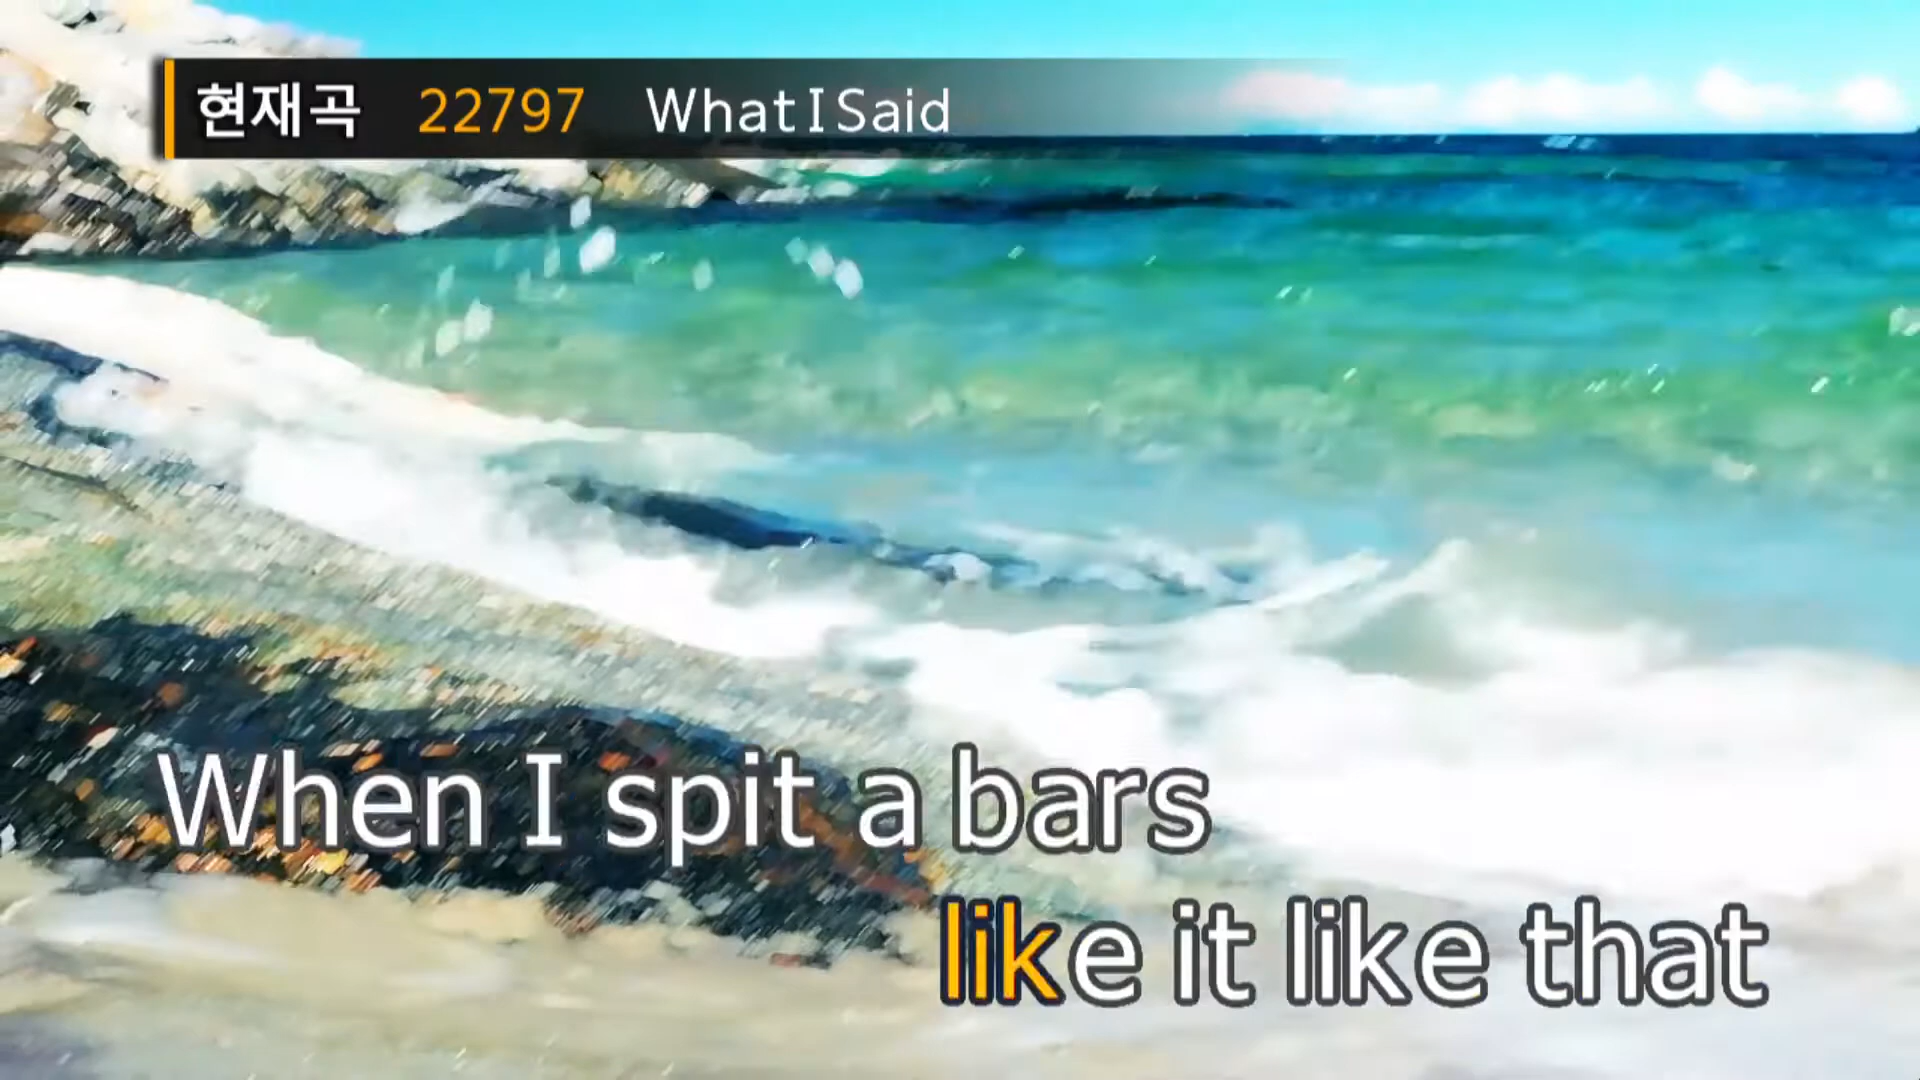 현재곡 22797 What I Said
When I spit a bars
like it like that